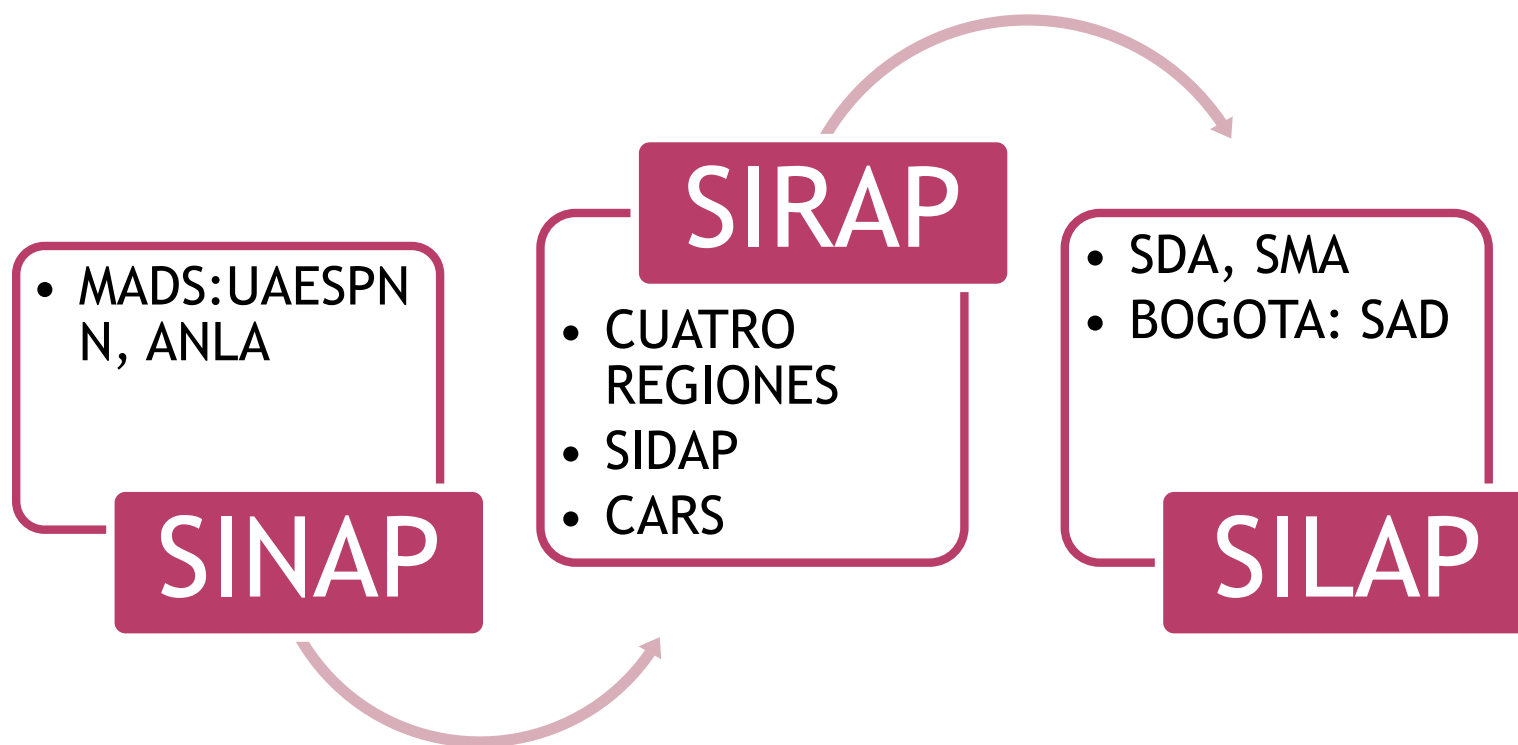 • MADS:UAESPN
N, ANLA
SINAP
SIRAP
• CUATRO
REGIONES
• SIDAP
• CARS
• SDA, SMA
• BOGOTA: SAD
SILAP